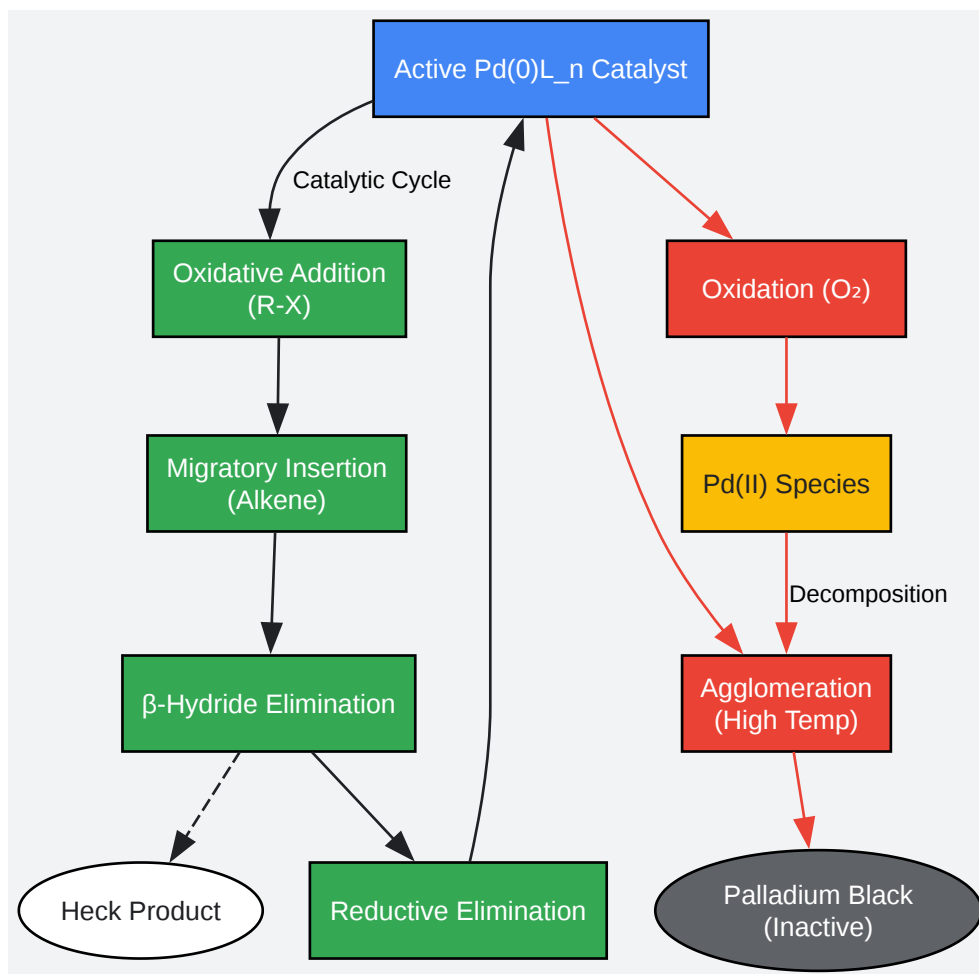 Active Pd(0)L_n Catalyst
Catalytic Cycle
Oxidative Addition
(R-X)
Oxidation (O₂)
Migratory Insertion
(Alkene)
Pd(II) Species
Decomposition
β-Hydride Elimination
Agglomeration
(High Temp)
Heck Product
Reductive Elimination
Palladium Black
(Inactive)